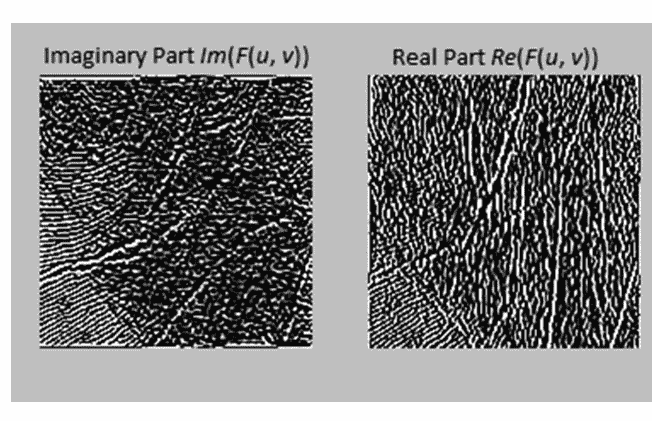 Imaginary Part Im(F(u, v))
Real Part Re(F(u, v))